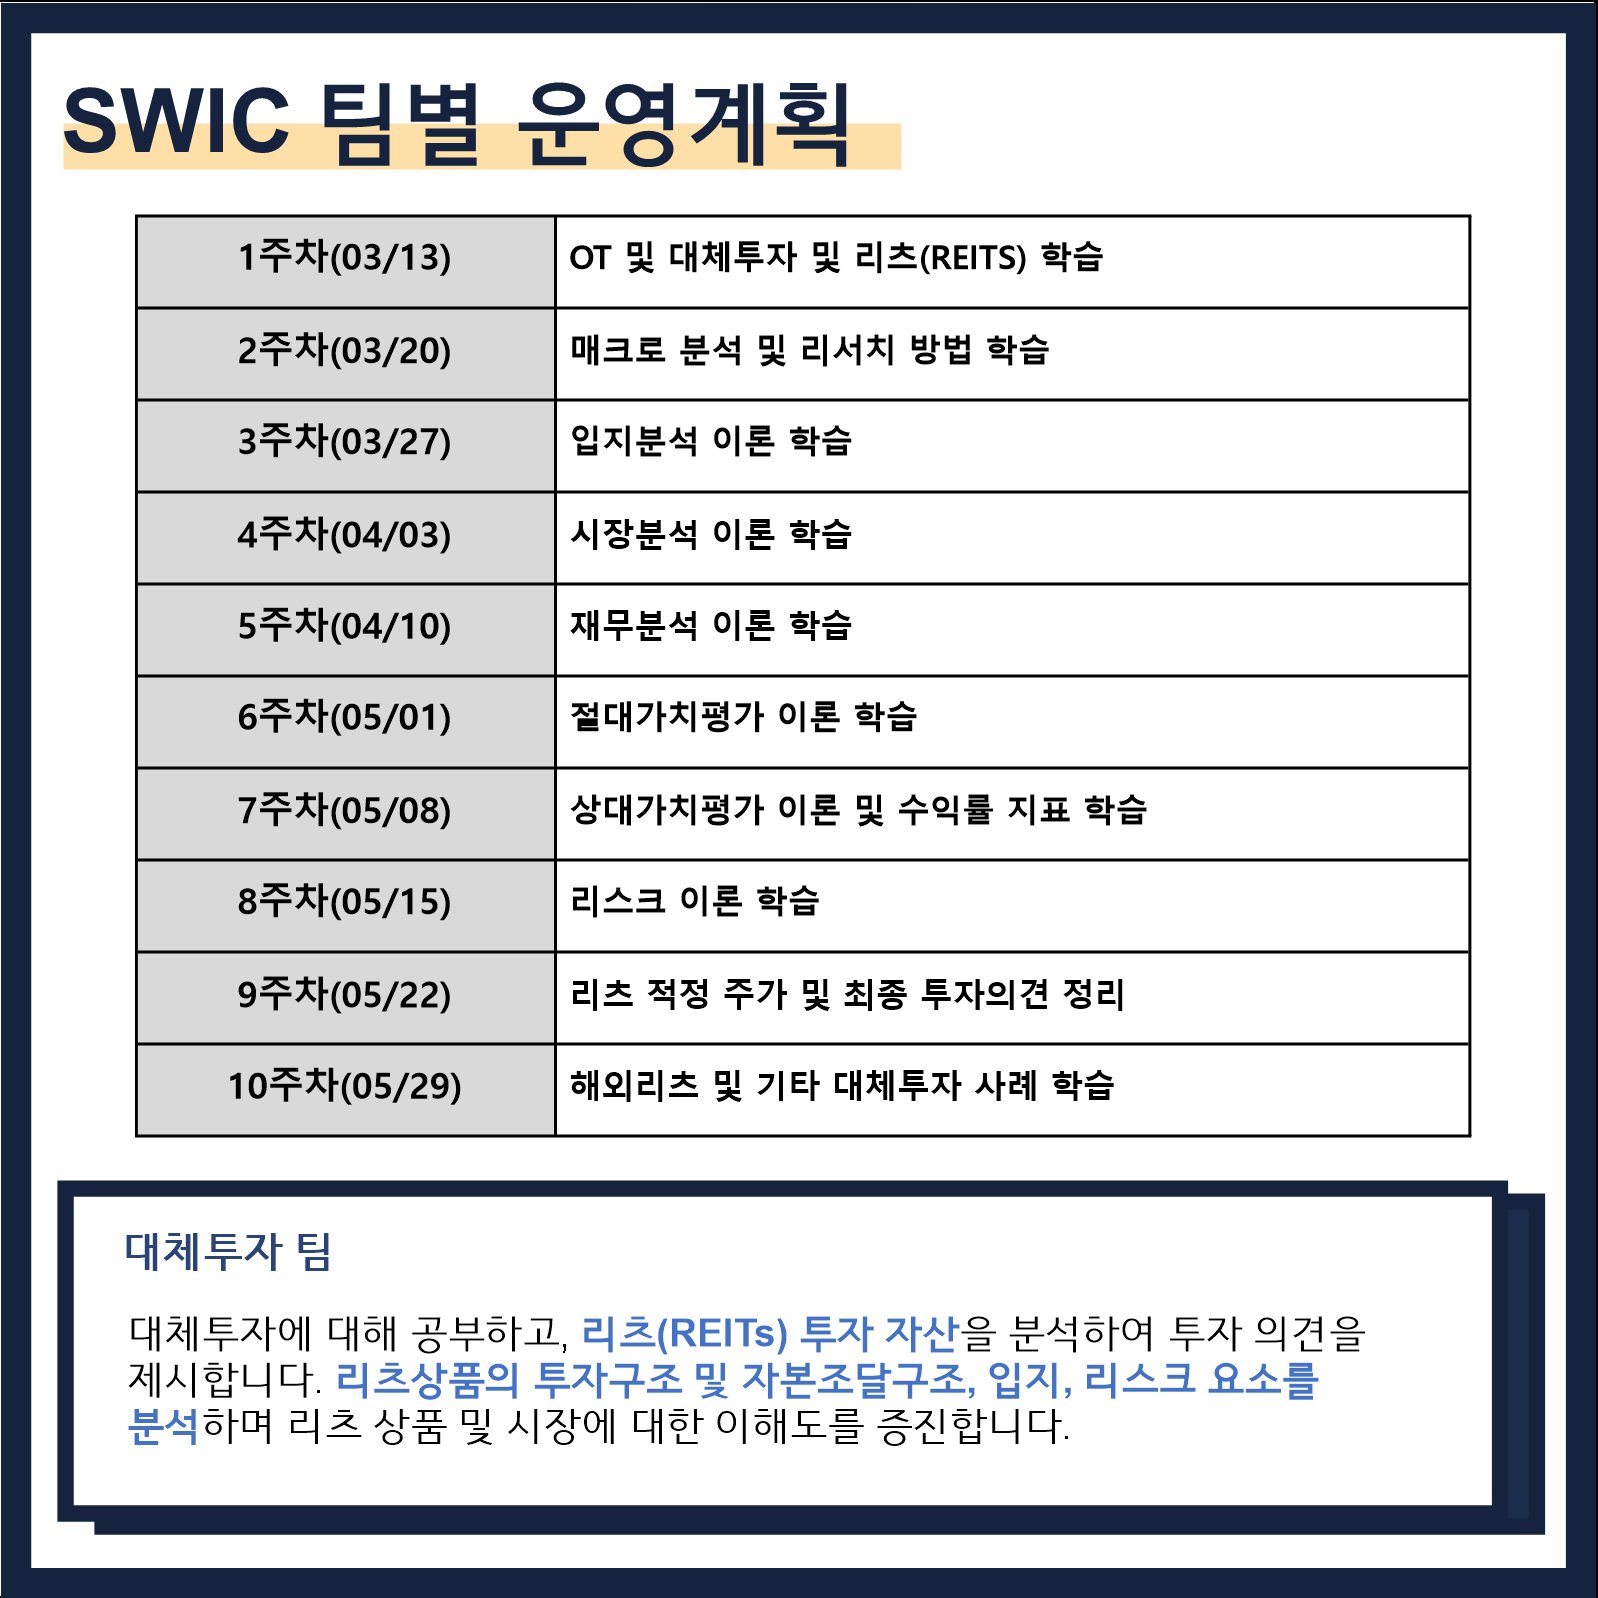 SWIC 팀별 운영계획
1주차(03/13) OT 및 대체투자 및 리츠(REITS) 학습
2주차(03/20) 매크로 분석 및 리서치 방법 학습
3주차(03/27) 입지분석 이론 학습
4주차(04/03) 시장분석 이론 학습
5주차(04/10) 재무분석 이론 학습
6주차(05/01) 절대가치평가 이론 학습
7주차(05/08) 상대가치평가 이론 및 수익률 지표 학습
8주차(05/15) 리스크 이론 학습
9주차(05/22) 리츠 적정 주가 및 최종 투자의견 정리
10주차(05/29) 해외리츠 및 기타 대체투자 사례 학습
대체투자 팀
대체투자에 대해 공부하고, 리츠(REITs) 투자 자산을 분석하여 투자 의견을
제시합니다. 리츠상품의 투자구조 및 자본조달구조, 입지, 리스크 요소를
분석하며 리츠 상품 및 시장에 대한 이해도를 증진합니다.